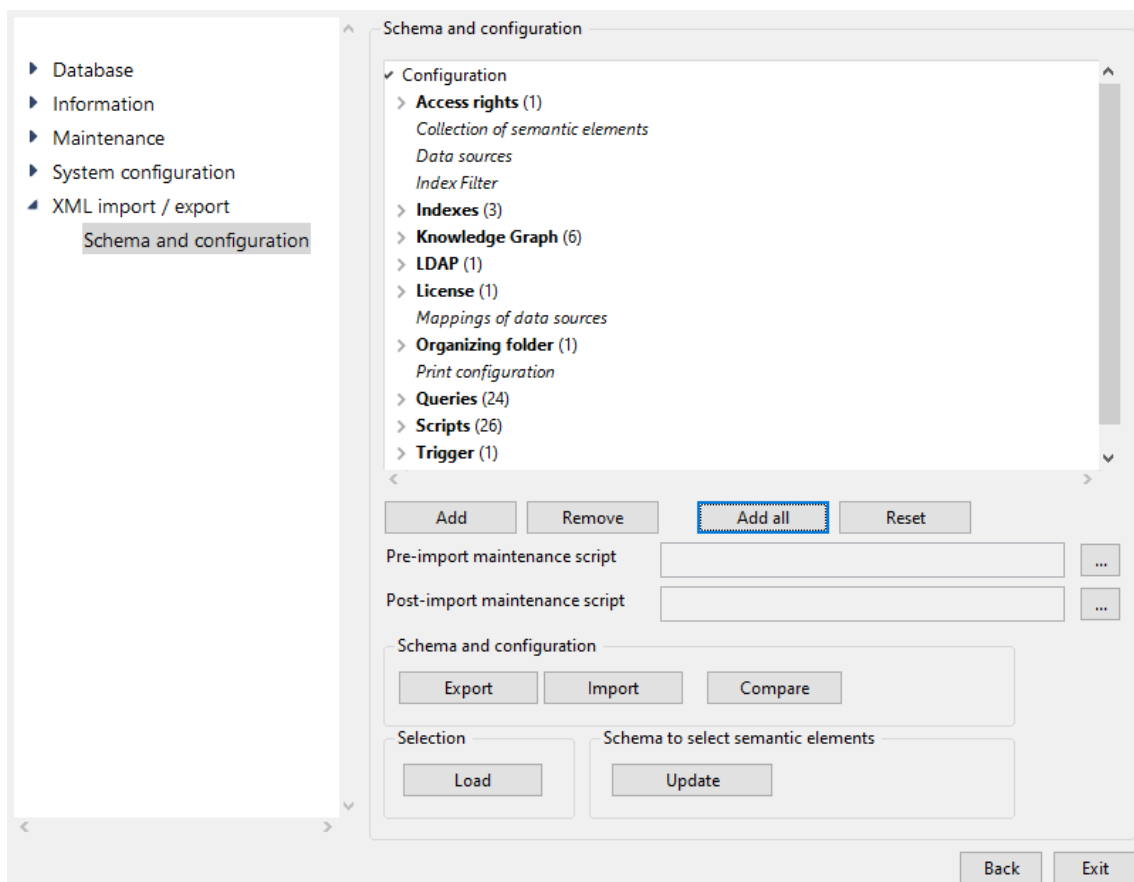 Database
Information
Maintenance
System configuration
XML import / export
Schema and configuration
Schema and configuration
Configuration
Access rights (1)
Collection of semantic elements
Data sources
Index Filter
Indexes (3)
Knowledge Graph (6)
LDAP (1)
License (1)
Mappings of data sources
Organizing folder (1)
Print configuration
Queries (24)
Scripts (26)
Trigger (1)
Add Remove Add all Reset
Pre-import maintenance script ...
Post-import maintenance script ...
Schema and configuration
Export Import Compare
Selection Schema to select semantic elements
Load Update
Back Exit